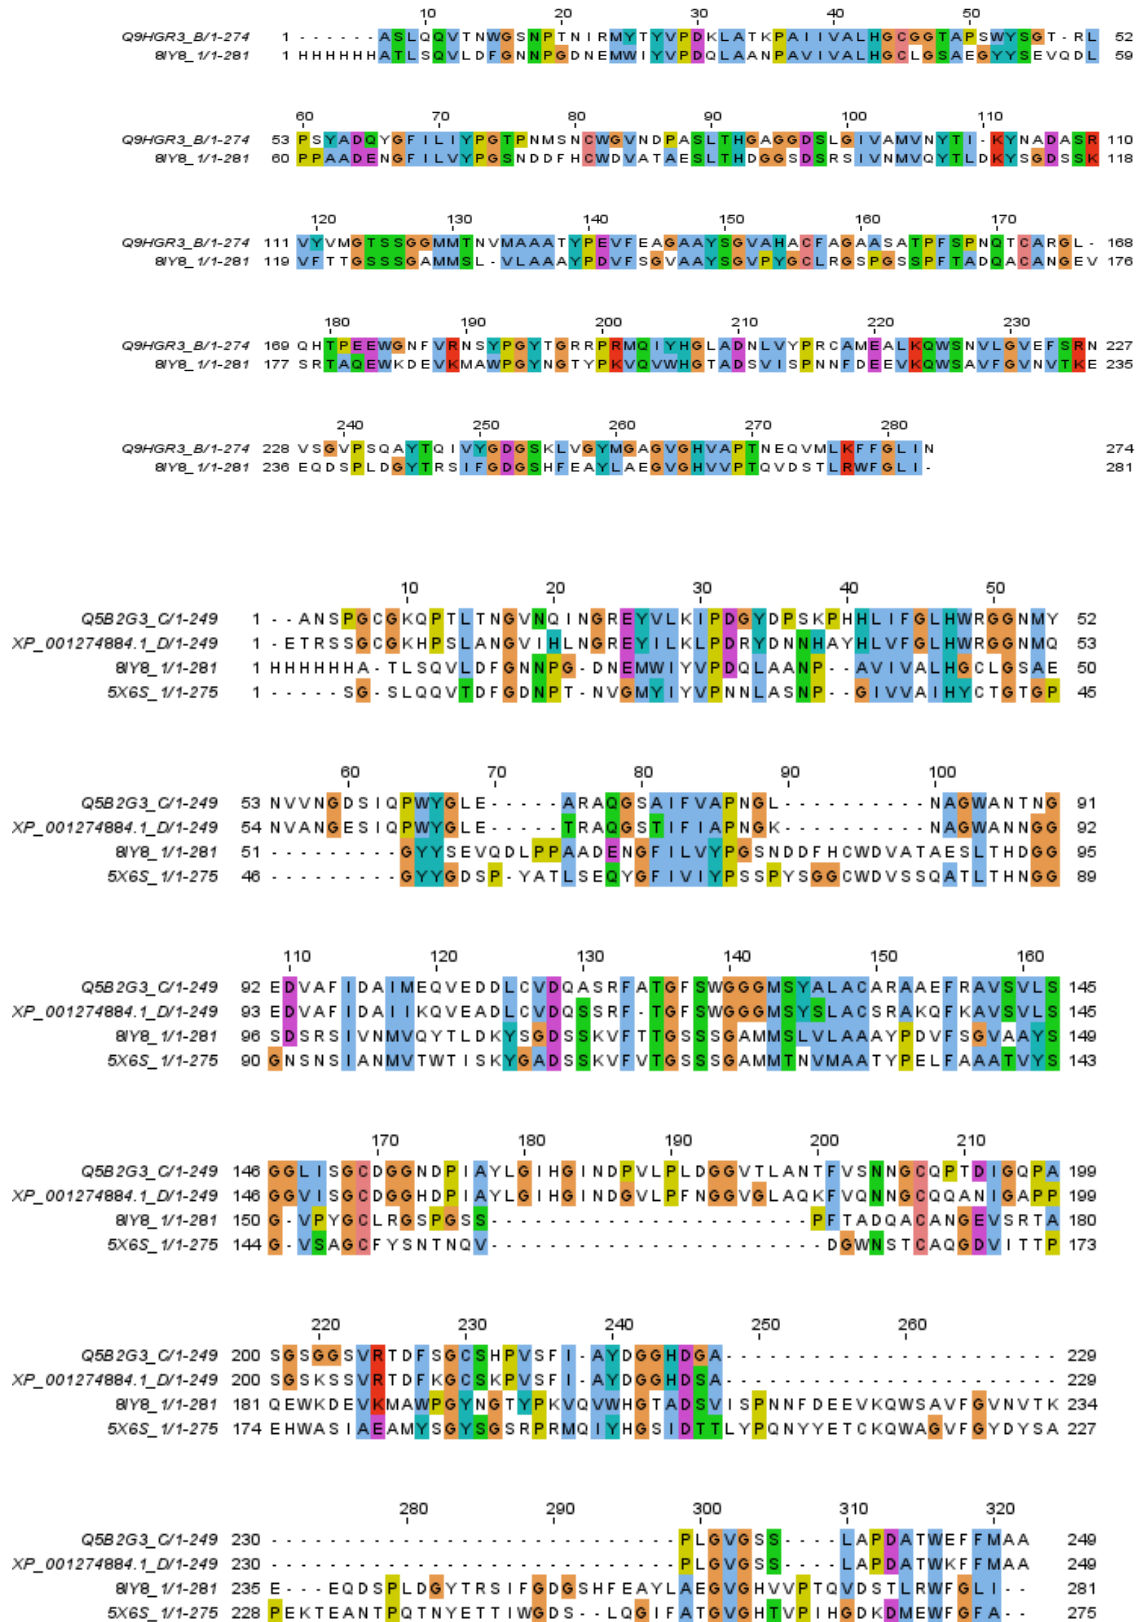 10 20 30 40 50
Q9HGR3_B/1-274 1 ------ASLQQVTNWGSNPTNIRMYTYVPDKLATKPAIIVALHGCGGTAPSWYSGT-RL 52
8IY8_1/1-281 1 HHHHHHATLSQVLDFGNNPGDNEMWIYVPDQLAANPAVIVALHGCLGSAEGYYSEVQDL 59
60 70 80 90 100 110
Q9HGR3_B/1-274 53 PSYADQYGFILIYPGTPNMSNCWGVNDPASLTHGAGGDSLGIVAMVNYTI-KYNADASR 110
8IY8_1/1-281 60 PPAADENGFILVYPGSNDDFHCWDVATAESLTHDGGSDSRSIVNMVQYTLDKYSGDSSK 118
120 130 140 150 160 170
Q9HGR3_B/1-274 111 VYVMGTSSGGMMTNVMAAATYPEVFEAGAAYSGVAHACFAGAASATPFSPNQTCARGL- 168
8IY8_1/1-281 119 VFTTGSSSGAMMSL-VLAAAYPDVFSGVAAYSGVPYGCLRGSPGSSPFTADQACANGEV 176
180 190 200 210 220 230
Q9HGR3_B/1-274 169 QHTPEEWGNFVRNSYPGYTGRRPRMQIYHGLADNLVYPRCAMEALKQWSNVLGVEFSRN 227
8IY8_1/1-281 177 SRTAQEWKDEVKMAWPGYNGTYPKVQVWHGTADSVISPNNFDEEVKQWSAVFGVNVTKE 235
240 250 260 270 280
Q9HGR3_B/1-274 228 VSGVPSQAYTQIVYGDGSKLVGYMGAGVGHVAPTNEQVMLKFFGLIN 274
8IY8_1/1-281 236 EQDSPLDGYTRSIFGDGSHFEAYLAEGVGHVVPTQVDSTLRWFGLI- 281
10 20 30 40 50
Q5B2G3_C/1-249 1 --ANSPGCGKQPTLTNGVNQINGREYVLKIPDGYDPSKPHHLIFGLHWRGGNMY 52
XP_001274884.1_D/1-249 1 -ETRSSGCGKHPSLANGVIHLNGREYILKLPDRYDNNHAYHLVFGLHWRGGNMQ 53
8IY8_1/1-281 1 HHHHHHA-TLSQVLDFGNNPG-DNEMWIYVPDQLAANP--AVIVALHGCLGSAE 50
5X6S_1/1-275 1 -----SG-SLQQVTDFGDNPT-NVGMYIYVPNNLASNP--GIVVAIHYCTGTGP 45
60 70 80 90 100
Q5B2G3_C/1-249 53 NVVNGDSIQPWYGLE-----ARAQGSAIFVAPNGL----------NAGWANTNG 91
XP_001274884.1_D/1-249 54 NVANGESIQPWYGLE-----TRAQGSTIFIAPNGK----------NAGWANNGG 92
8IY8_1/1-281 51 ---------GYYSEVQDLPPAADENGFILVYPGSNDDFHCWDVATAESLTHDGG 95
5X6S_1/1-275 46 ---------GYYGDSP-YATLSEQYGFIVIYPSSPYSGGCWDVSSQATLTHNGG 89
110 120 130 140 150 160
Q5B2G3_C/1-249 92 EDVAFIDAIMEQVEDDLCVDQASRFATGFSWGGGMSYALACARAAEFRAVSVLS 145
XP_001274884.1_D/1-249 93 EDVAFIDAIIKQVEADLCVDQSSRF-TGFSWGGGMSYSLACSRAKQFKAVSVLS 145
8IY8_1/1-281 96 SDSRSIVNMVQYTLDKYSGDSSKVFTTGSSSGAMMSLVLAAAYPDVFSGVAAYS 149
5X6S_1/1-275 90 GNSNSIANMVTWTISKYGADSSKVFVTGSSSGAMMTNVMAATYPELFAAATVYS 143
170 180 190 200 210
Q5B2G3_C/1-249 146 GGLISGCDGGNDPIAYLGIHGINDPVLPLDGGVTLANTFVSNNGCQPTDIGQPA 199
XP_001274884.1_D/1-249 146 GGVISGCDGGHDPIAYLGIHGINDGVLPFNGGVGLAQKFVQNNGCQQANIGAPP 199
8IY8_1/1-281 150 G-VPYGCLRGSPGSS----------------------PFTADQACANGEVSRTA 180
5X6S_1/1-275 144 G-VSAGCFYSNTNQV-----------------------DGWNSTCAQGDVITTP 173
220 230 240 250 260
Q5B2G3_C/1-249 200 SGSGGSVRTDFSGCSHPVSFI-AYDGGHDGA----------------------- 229
XP_001274884.1_D/1-249 200 SGSKSSVRTDFKGCSKPVSFI-AYDGGHDSA----------------------- 229
8IY8_1/1-281 181 QEWKDEVKMAWPGYNGTYPKVQVWHGTADSVISPNNFDEEVKQWSAVFGVNVTK 234
5X6S_1/1-275 174 EHWASIAEAMYSGYSGSRPRMQIYHGSIDTTLYPQNYYETCKQWAGVFGYDYSA 227
280 290 300 310 320
Q5B2G3_C/1-249 230 ----------------------------PLGVGSS----LAPDATWEFFMAA 249
XP_001274884.1_D/1-249 230 ----------------------------PLGVGSS----LAPDATWKFFMAA 249
8IY8_1/1-281 235 E---EQDSPLDGYTRSIFGDGSHFEAYLAEGVGHVVPTQVDSTLRWFGLI-- 281
5X6S_1/1-275 228 PEKTEANTPQTNYETTIWGDS--LQGIFATGVGHTVPIHGDKDMEWFGFA-- 275